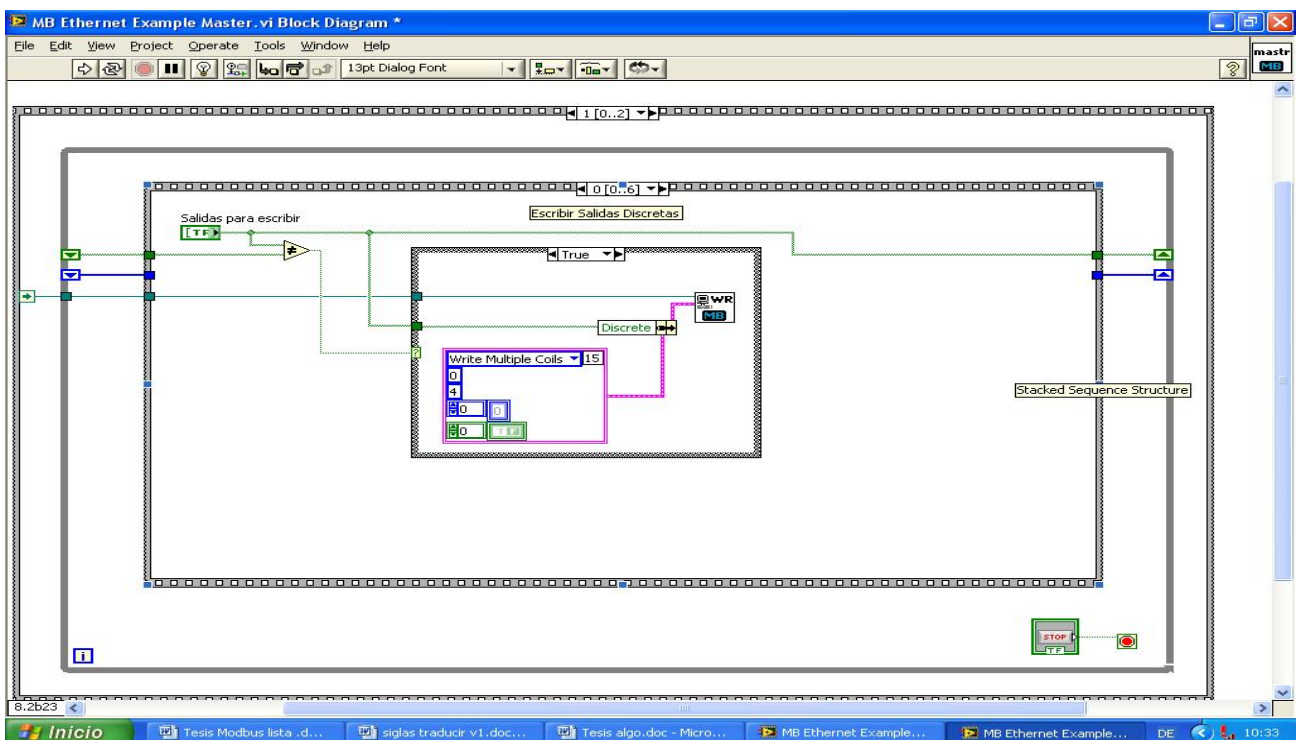 MB Ethernet Example Master.vi Block Diagram *
File Edit View Project Operate Tools Window Help
13pt Dialog Font
mastr
MB
1 [0..2]
0 [0..6]
Escribir Salidas Discretas
Salidas para escribir
TF
True
WR
MB
Discrete
Write Multiple Coils 15
0
4
0 0
0
Stacked Sequence Structure
STOP
TF
i
8.2b23
Inicio
Tesis Modbus lista .d...
siglas traducir v1.doc...
Tesis algo.doc - Micro...
MB Ethernet Example...
MB Ethernet Example...
DE
10:33